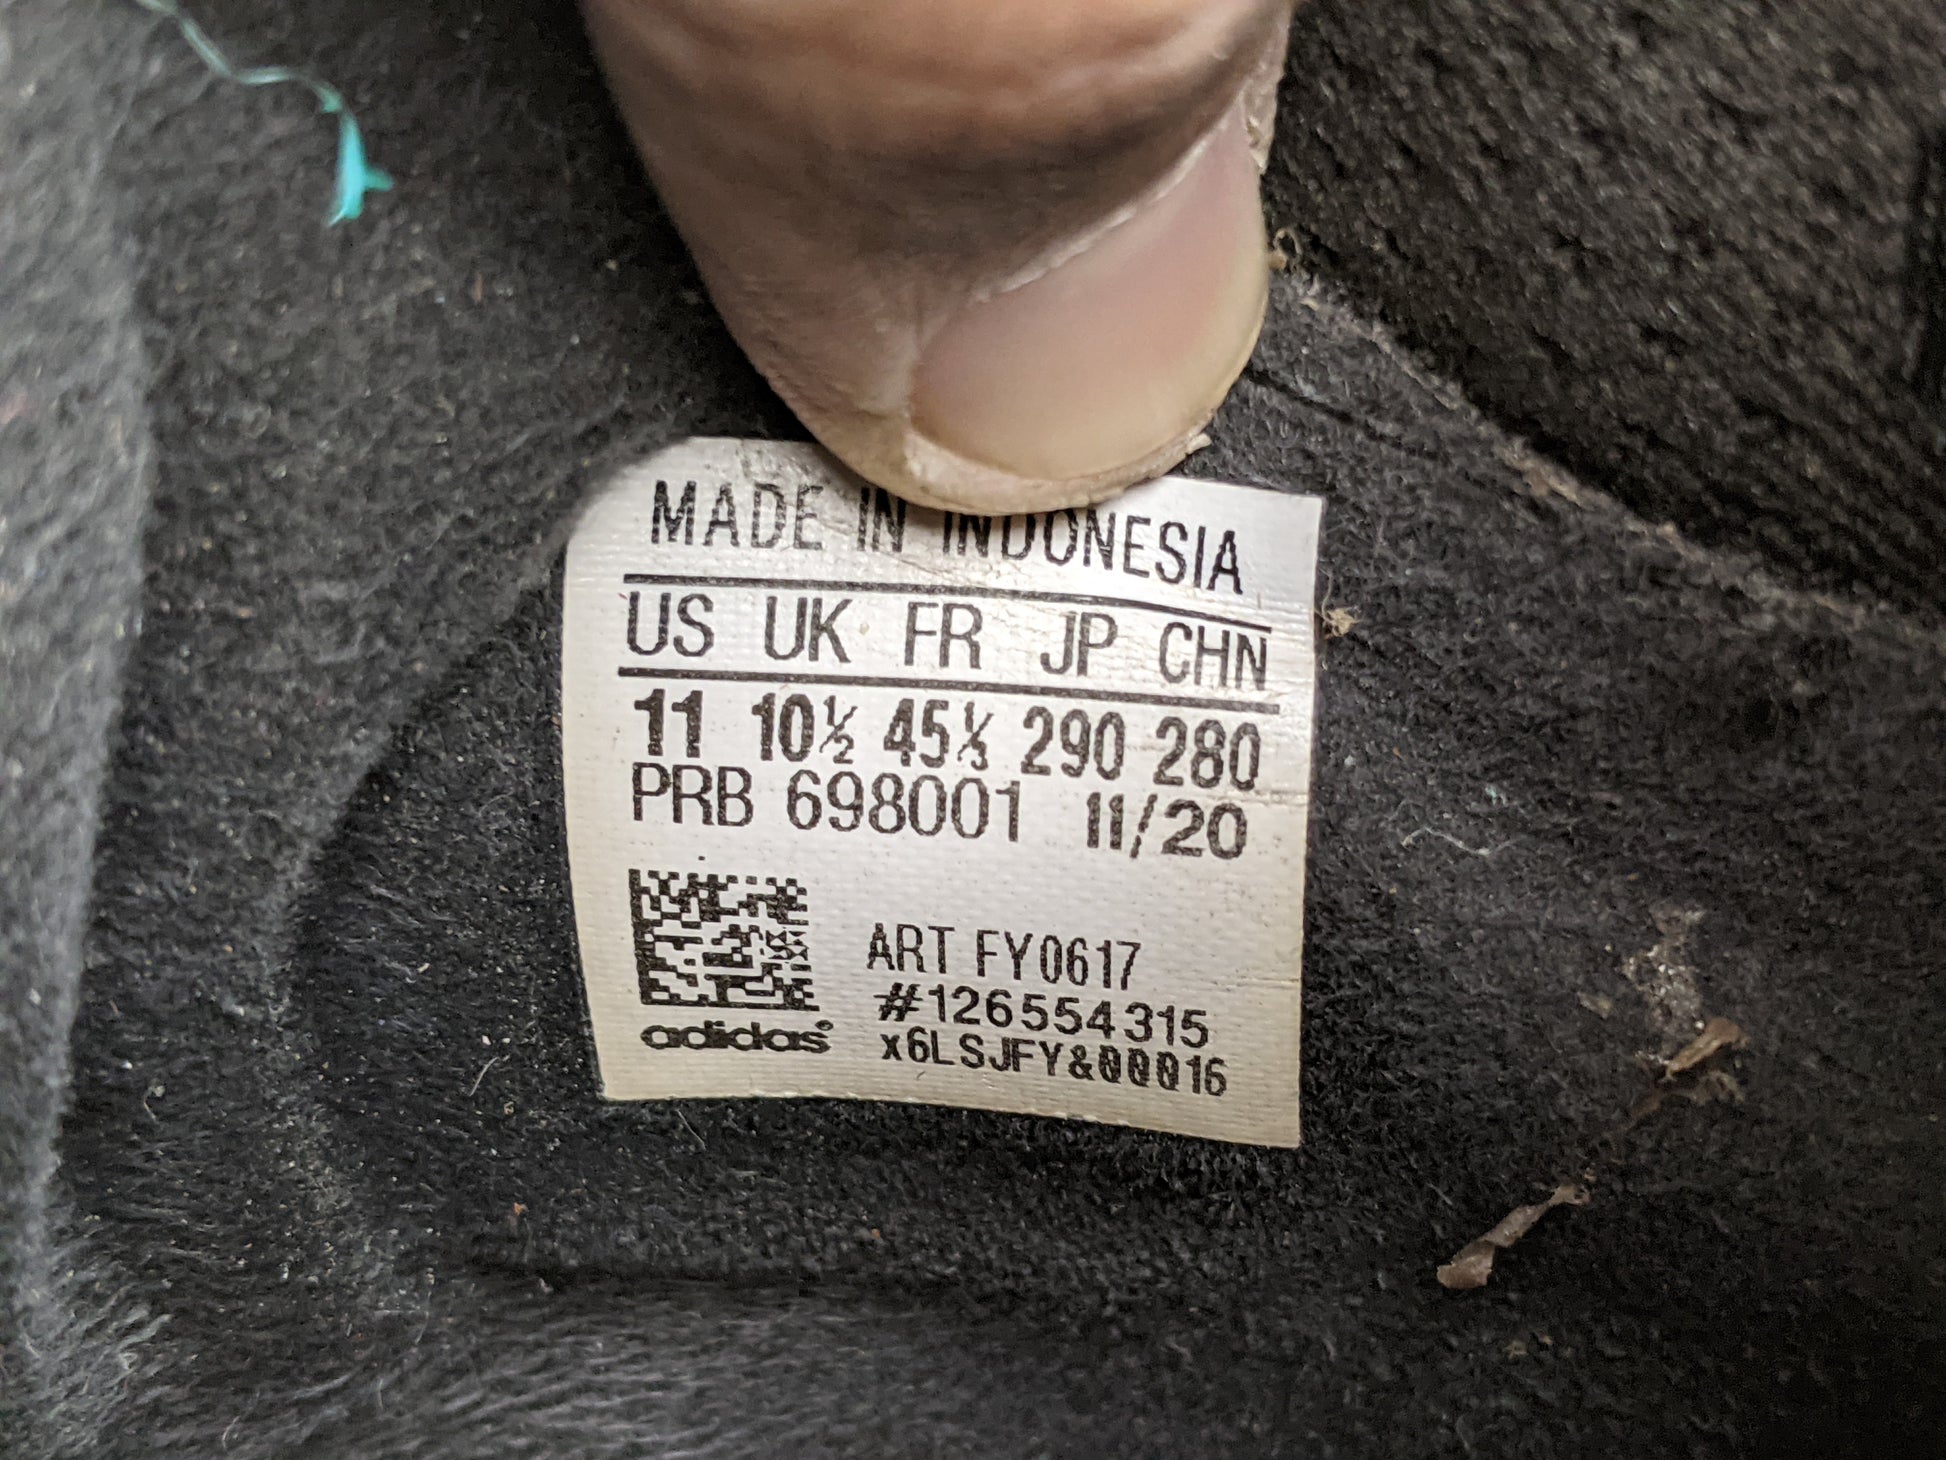 MADE IN INDONESIA
US UK FR JP CHN
11 10½ 45⅓ 290 280
PRB 698001 11/20
ART FY0617
#126554315
adidas® x6LSJFY&00016